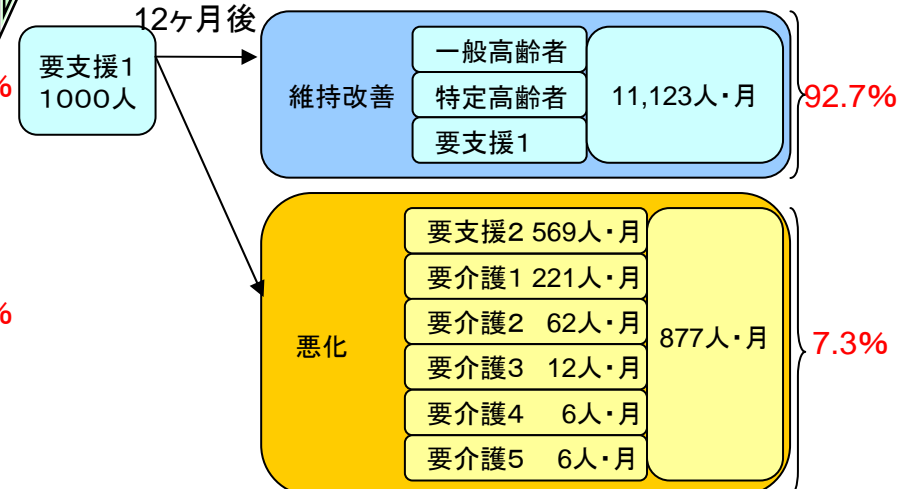 12ヶ月後
%
要支援1
1000人
維持改善
一般高齢者
特定高齢者
要支援1
11,123人・月
92.7%
%
悪化
要支援2 569人・月
要介護1 221人・月
要介護2 62人・月
要介護3 12人・月
要介護4 6人・月
要介護5 6人・月
877人・月
7.3%